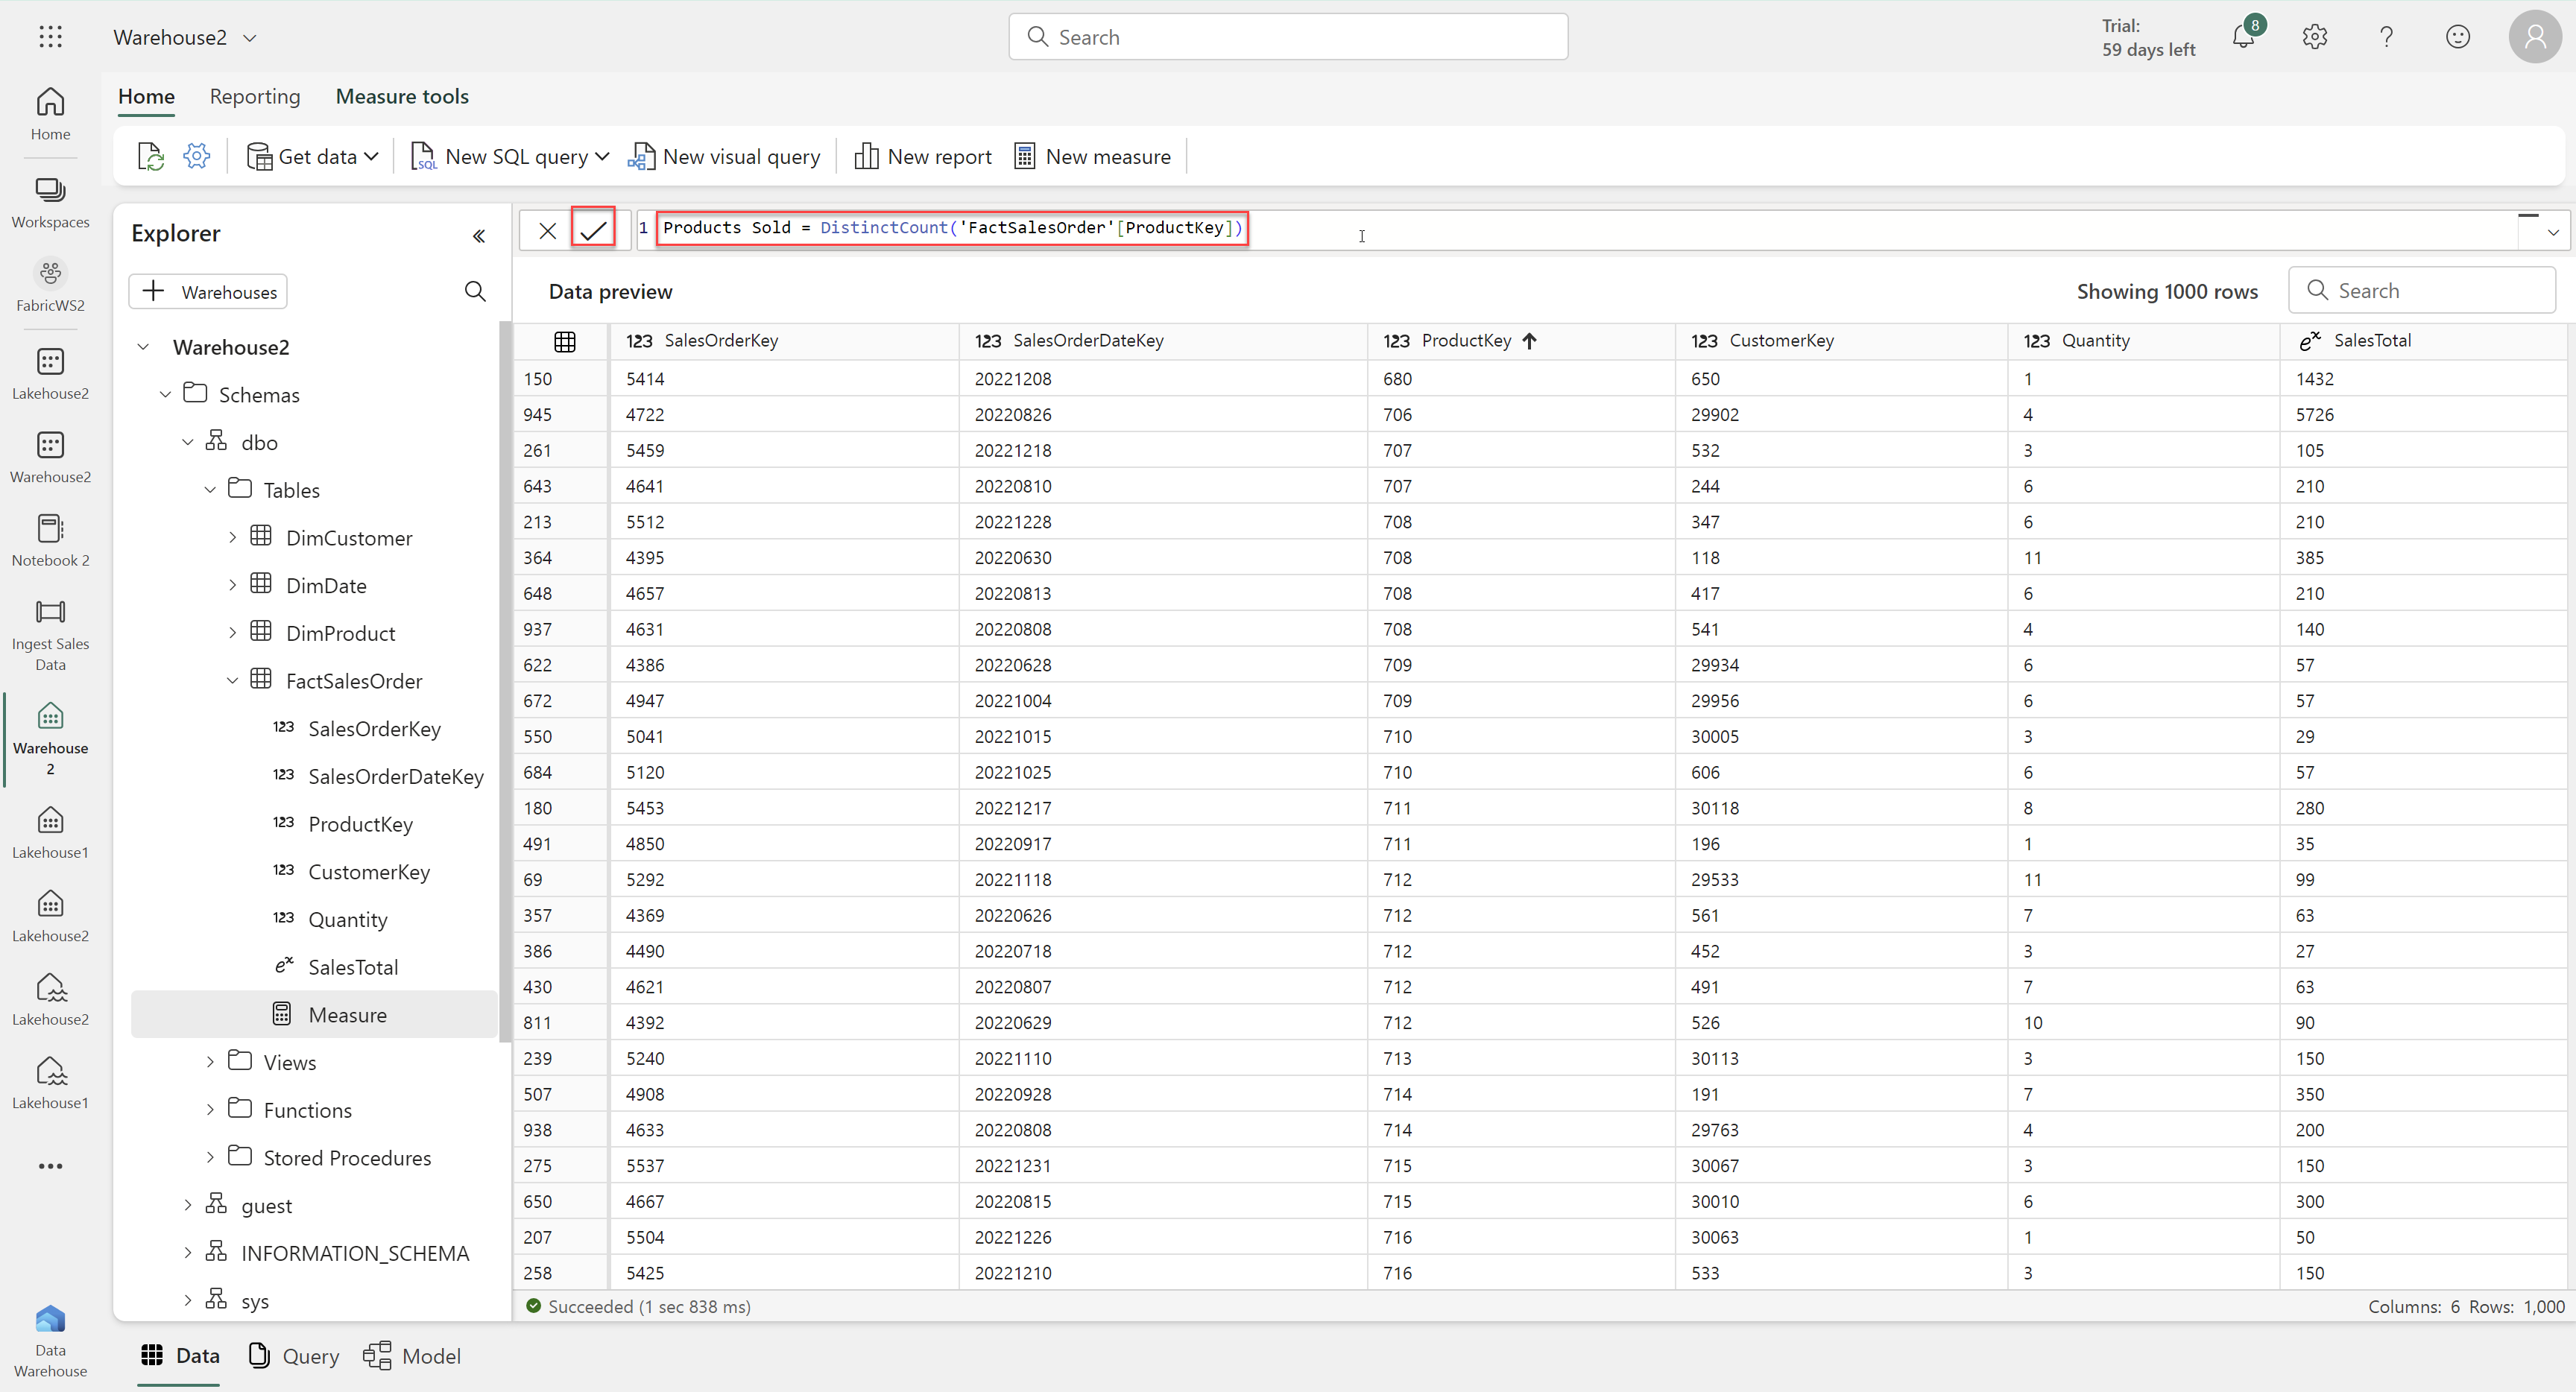 Warehouse2
Search
Trial:
59 days left
8
Home
Reporting
Measure tools
Get data
SQL
New SQL query
New visual query
New report
New measure
Home
Workspaces
FabricWS2
Lakehouse2
Warehouse2
Notebook 2
Ingest Sales
Data
Warehouse
2
Lakehouse1
Lakehouse2
Lakehouse2
Lakehouse1
Data
Warehouse
Explorer
Warehouses
Warehouse2
Schemas
dbo
Tables
DimCustomer
DimDate
DimProduct
FactSalesOrder
123 SalesOrderKey
123 SalesOrderDateKey
123 ProductKey
123 CustomerKey
123 Quantity
SalesTotal
Measure
Views
Functions
Stored Procedures
guest
INFORMATION_SCHEMA
sys
1 Products Sold = DistinctCount('FactSalesOrder'[ProductKey])
Data preview
Showing 1000 rows
Search
123 SalesOrderKey 123 SalesOrderDateKey 123 ProductKey 123 CustomerKey 123 Quantity ex SalesTotal
150 5414 20221208 680 650 1 1432
945 4722 20220826 706 29902 4 5726
261 5459 20221218 707 532 3 105
643 4641 20220810 707 244 6 210
213 5512 20221228 708 347 6 210
364 4395 20220630 708 118 11 385
648 4657 20220813 708 417 6 210
937 4631 20220808 708 541 4 140
622 4386 20220628 709 29934 6 57
672 4947 20221004 709 29956 6 57
550 5041 20221015 710 30005 3 29
684 5120 20221025 710 606 6 57
180 5453 20221217 711 30118 8 280
491 4850 20220917 711 196 1 35
69 5292 20221118 712 29533 11 99
357 4369 20220626 712 561 7 63
386 4490 20220718 712 452 3 27
430 4621 20220807 712 491 7 63
811 4392 20220629 712 526 10 90
239 5240 20221110 713 30113 3 150
507 4908 20220928 714 191 7 350
938 4633 20220808 714 29763 4 200
275 5537 20221231 715 30067 3 150
650 4667 20220815 715 30010 6 300
207 5504 20221226 716 30063 1 50
258 5425 20221210 716 533 3 150
Succeeded (1 sec 838 ms)
Columns: 6 Rows: 1,000
Data
Query
Model